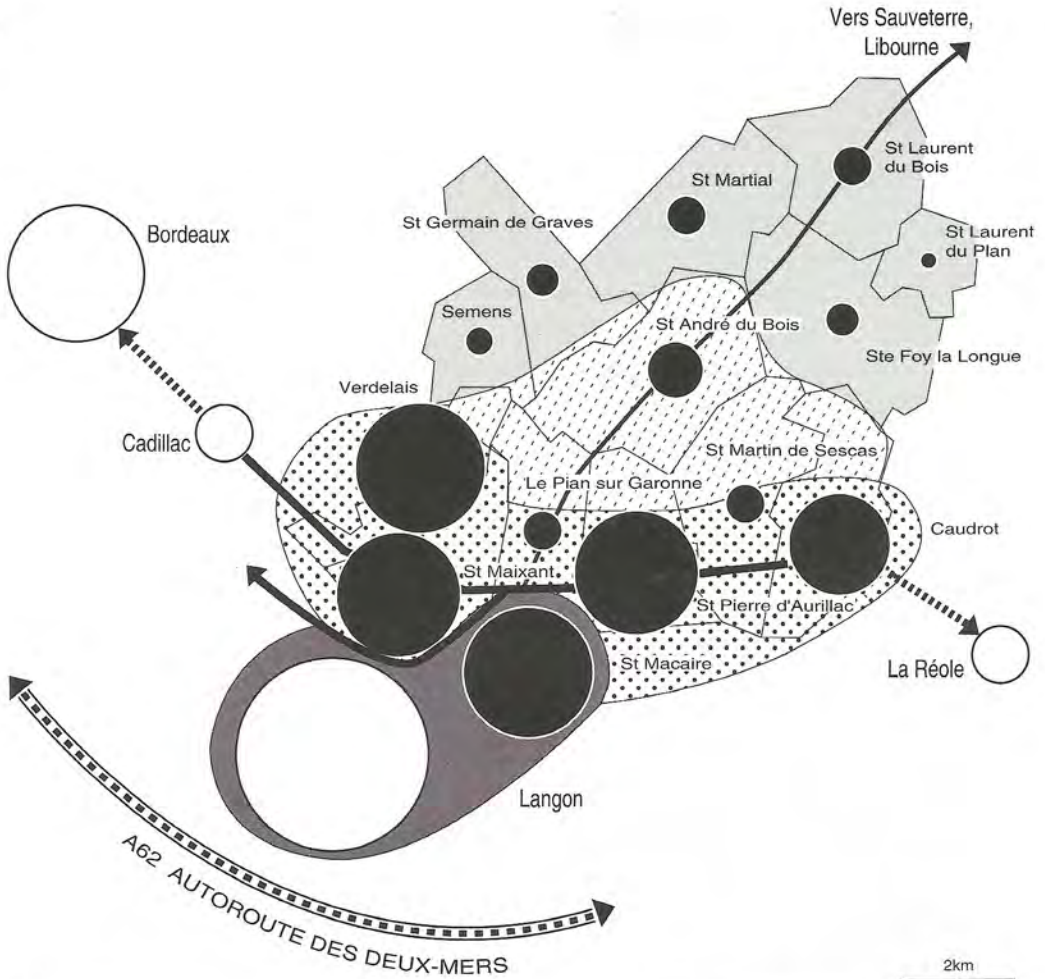 Vers Sauveterre,
Libourne
St Laurent
du Bois
St Martial
St Germain de Graves
Bordeaux
St Laurent
du Plan
Semens
St André du Bois
Ste Foy la Longue
Verdelais
Cadillac
St Martin de Sescas
Le Pian sur Garonne
Caudrot
St Maixant
St Pierre d'Aurillac
St Macaire
La Réole
Langon
A62 AUTOROUTE DES DEUX-MERS
2km